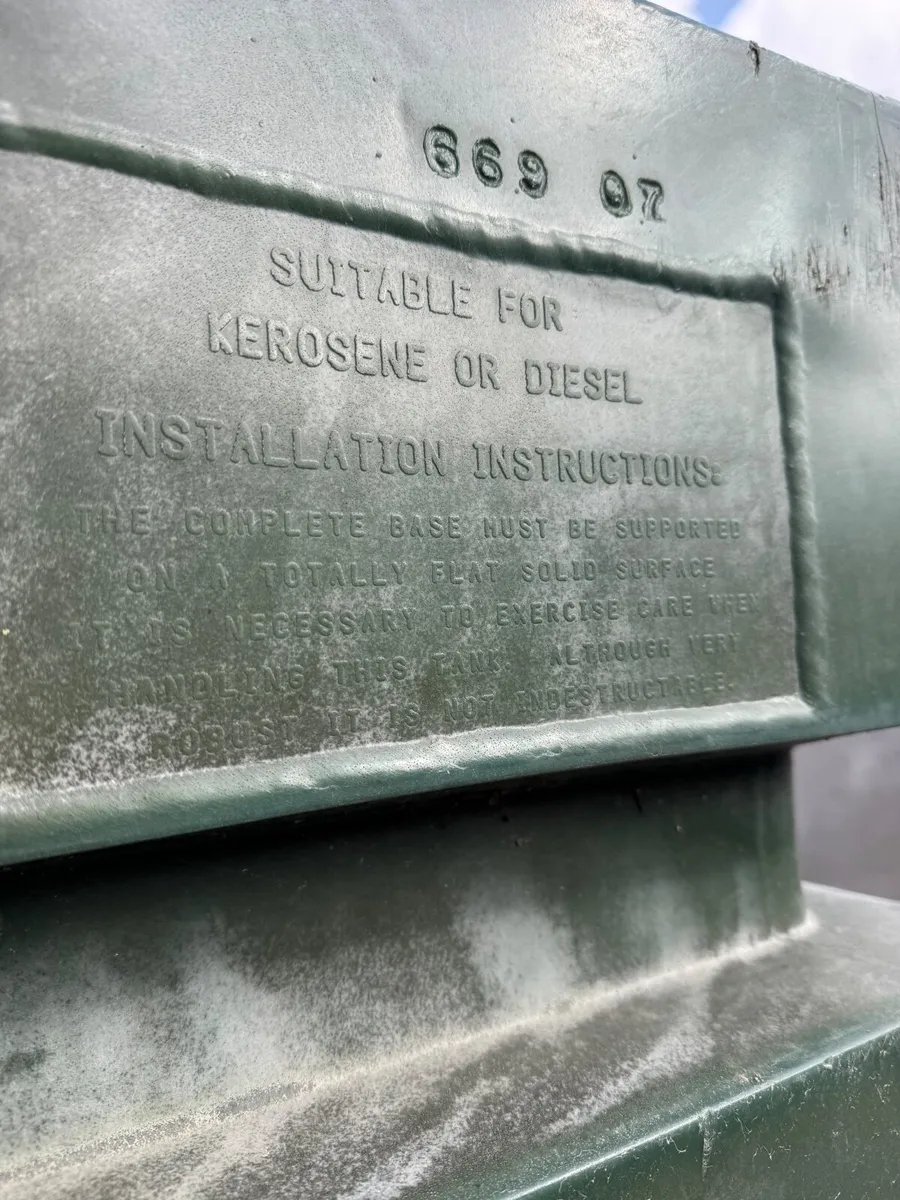 669 07
SUITABLE FOR
KEROSENE OR DIESEL
INSTALLATION INSTRUCTIONS:
THE COMPLETE BASE MUST BE SUPPORTED
ON A TOTALLY FLAT SOLID SURFACE
IT IS NECESSARY TO EXERCISE CARE WHEN
HANDLING THIS TANK. ALTHOUGH VERY
ROBUST IT IS NOT INDESTRUCTABLE.